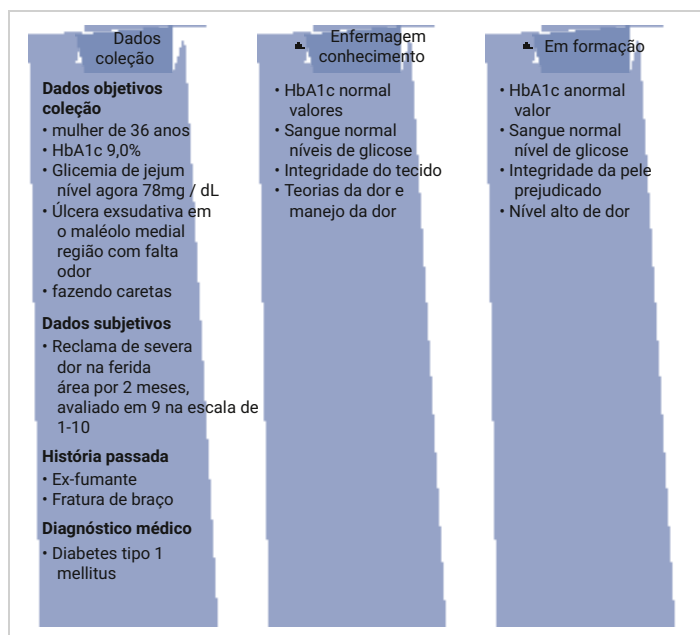 Dados
coleção
Dados objetivos
coleção
• mulher de 36 anos
• HbA1c 9,0%
• Glicemia de jejum
nível agora 78mg / dL
• Úlcera exsudativa em
o maléolo medial
região com falta
odor
• fazendo caretas
Dados subjetivos
• Reclama de severa
dor na ferida
área por 2 meses,
avaliado em 9 na escala de
1-10
História passada
• Ex-fumante
• Fratura de braço
Diagnóstico médico
• Diabetes tipo 1
mellitus
Enfermagem
conhecimento
• HbA1c normal
valores
• Sangue normal
níveis de glicose
• Integridade do tecido
• Teorias da dor e
manejo da dor
Em formação
• HbA1c anormal
valor
• Sangue normal
nível de glicose
• Integridade da pele
prejudicado
• Nível alto de dor